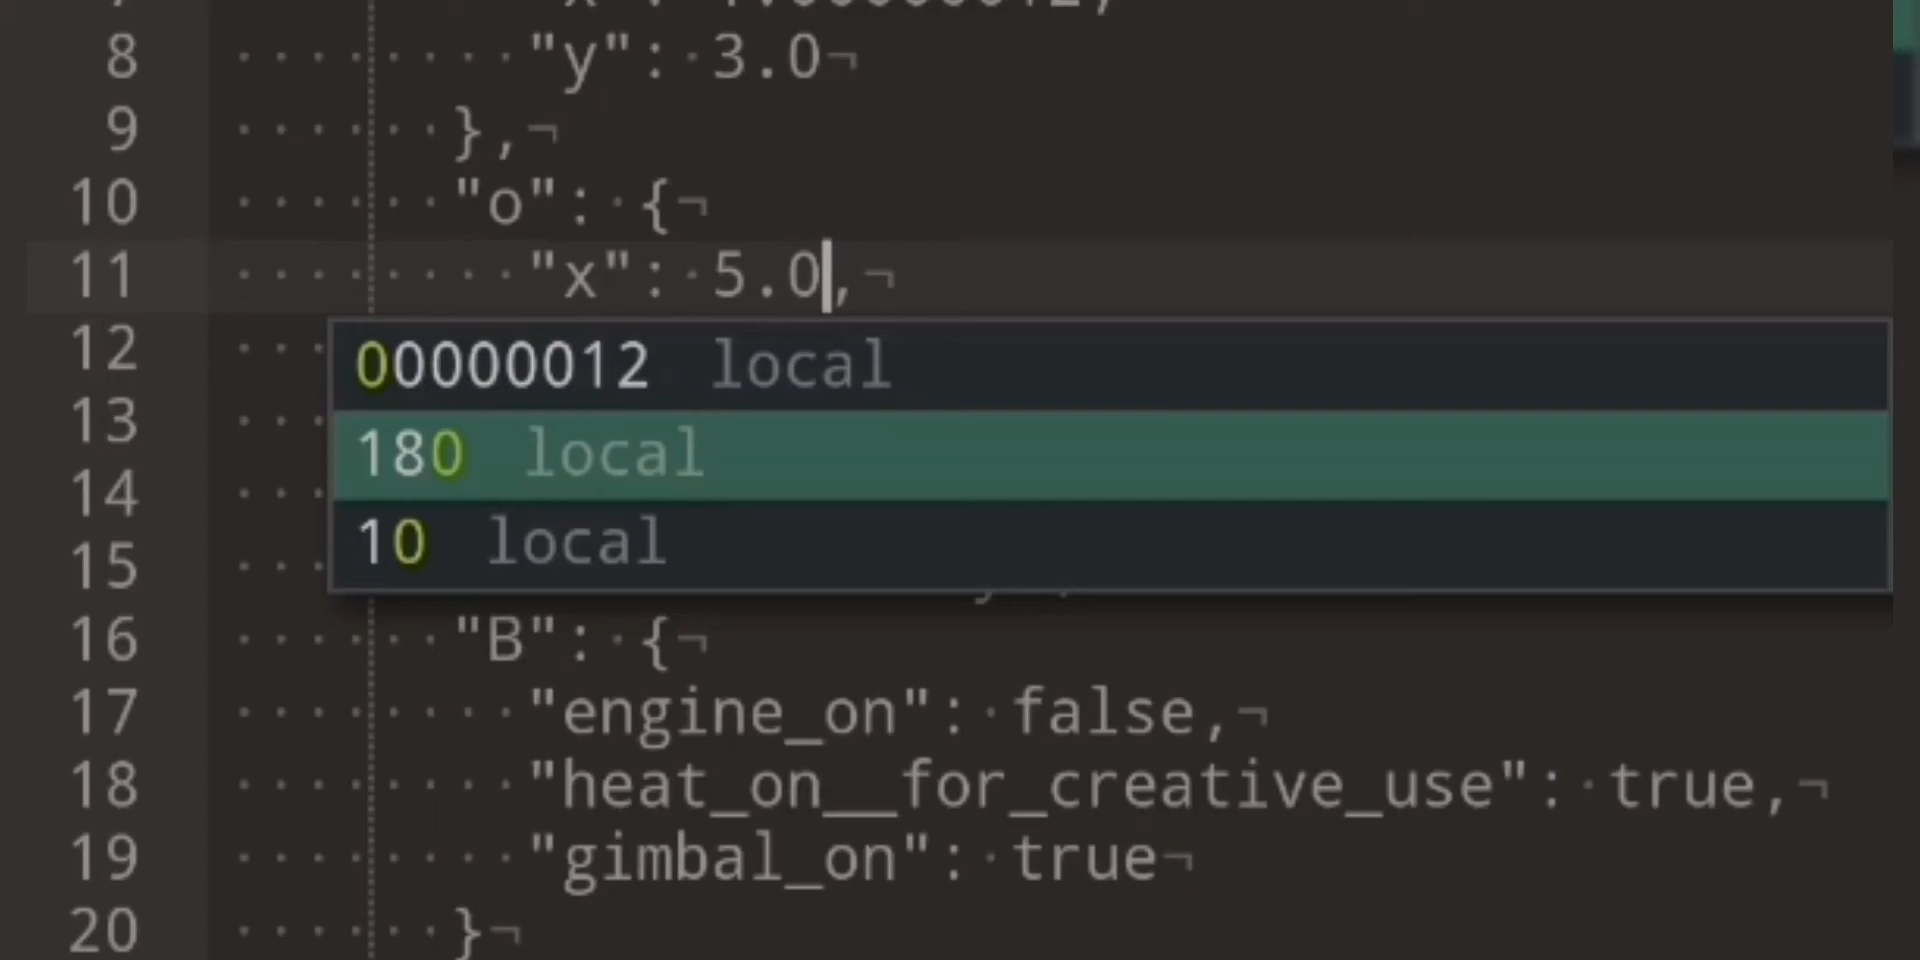 8 "y": 3.0¬
9 },¬
10 "o": {¬
11 "x": 5.0,¬
12
00000012 local
13
180 local
14
10 local
15
16 "B": {¬
17 "engine_on": false,¬
18 "heat_on__for_creative_use": true,¬
19 "gimbal_on": true¬
20 }¬